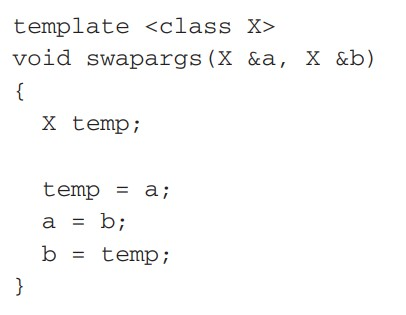 template <class X>
void swapargs(X &a, X &b)
{
X temp;
temp = a;
a = b;
b = temp;
}